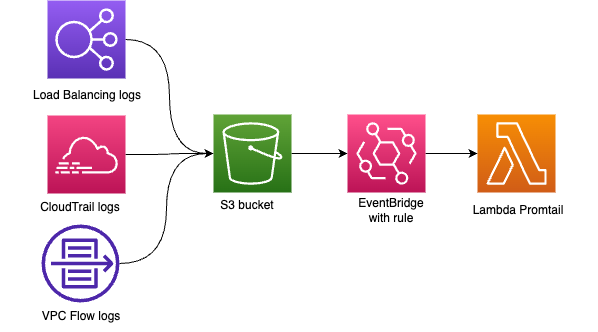 Load Balancing logs
CloudTrail logs
VPC Flow logs
S3 bucket
EventBridge
with rule
Lambda Promtail